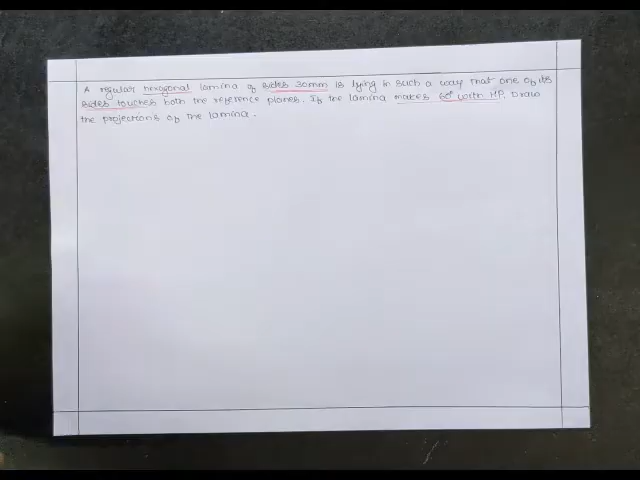 A regular hexagonal lamina of sides 30mm is lying in such a way that one of its
sides touches both the reference planes. If the lamina makes 60° with HP. Draw
the projections of the lamina.